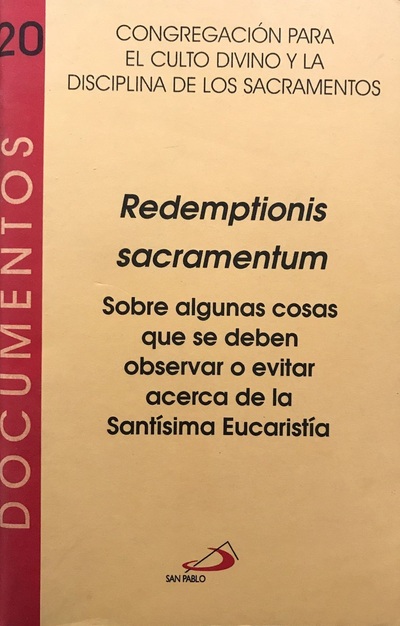 20
DOCUMENTOS
CONGREGACIÓN PARA
EL CULTO DIVINO Y LA
DISCIPLINA DE LOS SACRAMENTOS
Redemptionis
sacramentum
Sobre algunas cosas
que se deben
observar o evitar
acerca de la
Santísima Eucaristía
SAN PABLO